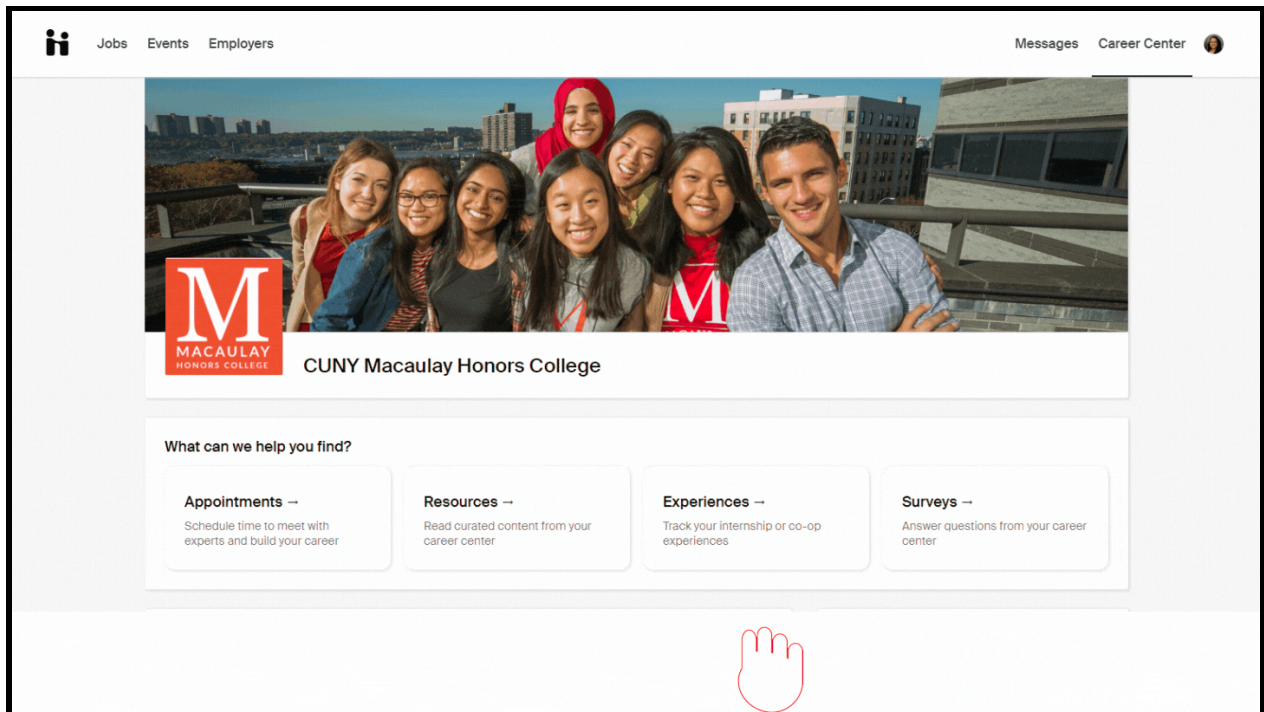 Jobs Events Employers Messages Career Center
M
MACAULAY
HONORS COLLEGE
M
CUNY Macaulay Honors College
What can we help you find?
Appointments →
Schedule time to meet with
experts and build your career
Resources →
Read curated content from your
career center
Experiences →
Track your internship or co-op
experiences
Surveys →
Answer questions from your career
center